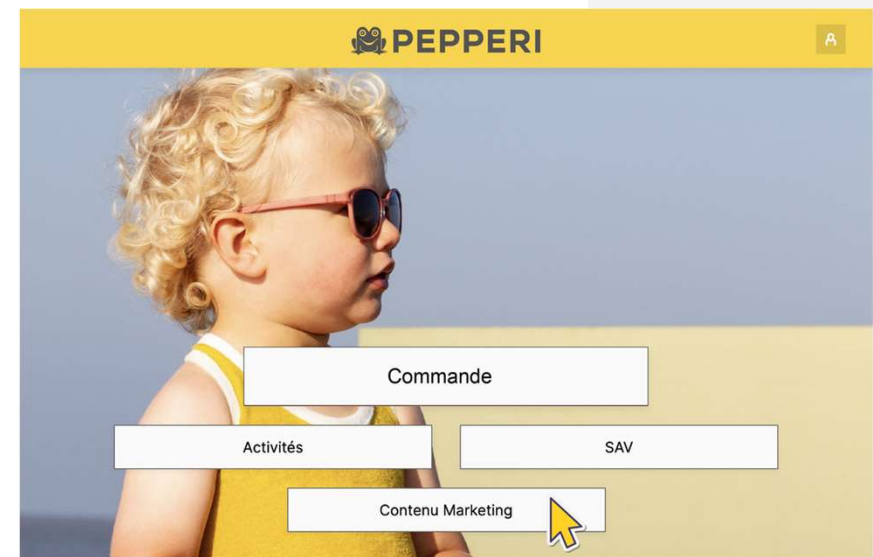 PEPPERI
Commande
Activités
SAV
Contenu Marketing